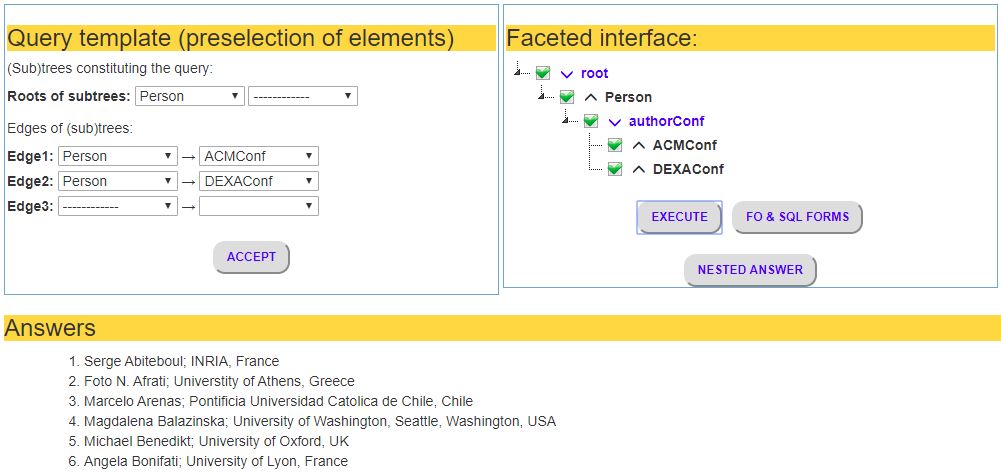 Query template (preselection of elements)
(Sub)trees constituting the query:
Roots of subtrees: Person ------------
Edges of (sub)trees:
Edge1: Person → ACMConf
Edge2: Person → DEXAConf
Edge3: ------------ →
ACCEPT
Faceted interface:
root
Person
authorConf
ACMConf
DEXAConf
EXECUTE FO & SQL FORMS
NESTED ANSWER
Answers
1. Serge Abiteboul; INRIA, France
2. Foto N. Afrati; Universtity of Athens, Greece
3. Marcelo Arenas; Pontificia Universidad Catolica de Chile, Chile
4. Magdalena Balazinska; University of Washington, Seattle, Washington, USA
5. Michael Benedikt; University of Oxford, UK
6. Angela Bonifati; University of Lyon, France